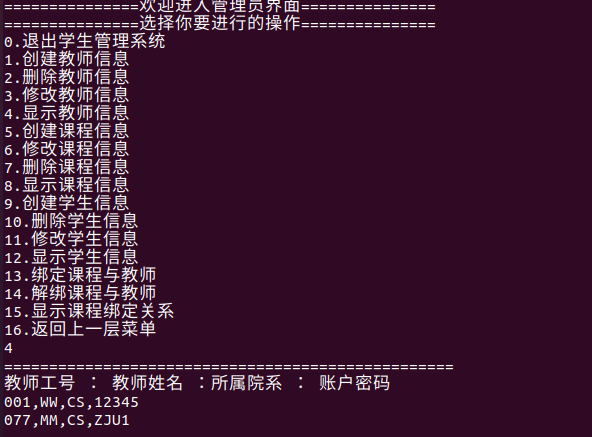 ===============欢迎进入管理员界面===============
===============选择你要进行的操作===============
0.退出学生管理系统
1.创建教师信息
2.删除教师信息
3.修改教师信息
4.显示教师信息
5.创建课程信息
6.修改课程信息
7.删除课程信息
8.显示课程信息
9.创建学生信息
10.删除学生信息
11.修改学生信息
12.显示学生信息
13.绑定课程与教师
14.解绑课程与教师
15.显示课程绑定关系
16.返回上一层菜单
4
==================================================
教师工号 : 教师姓名 :所属院系 : 账户密码
001,WW,CS,12345
077,MM,CS,ZJU1